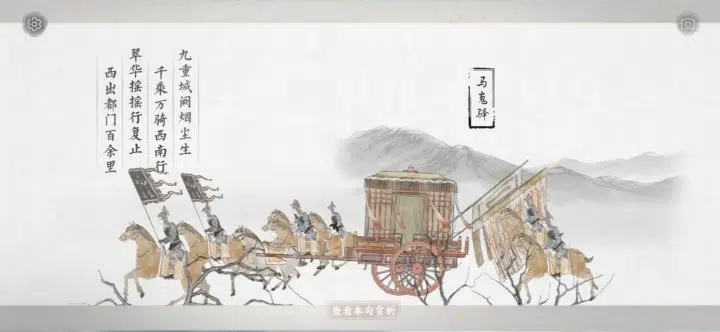 九重城阙烟尘生
千乘万骑西南行
翠华摇摇行复止
西出都门百余里
马嵬驿
查看本句赏析